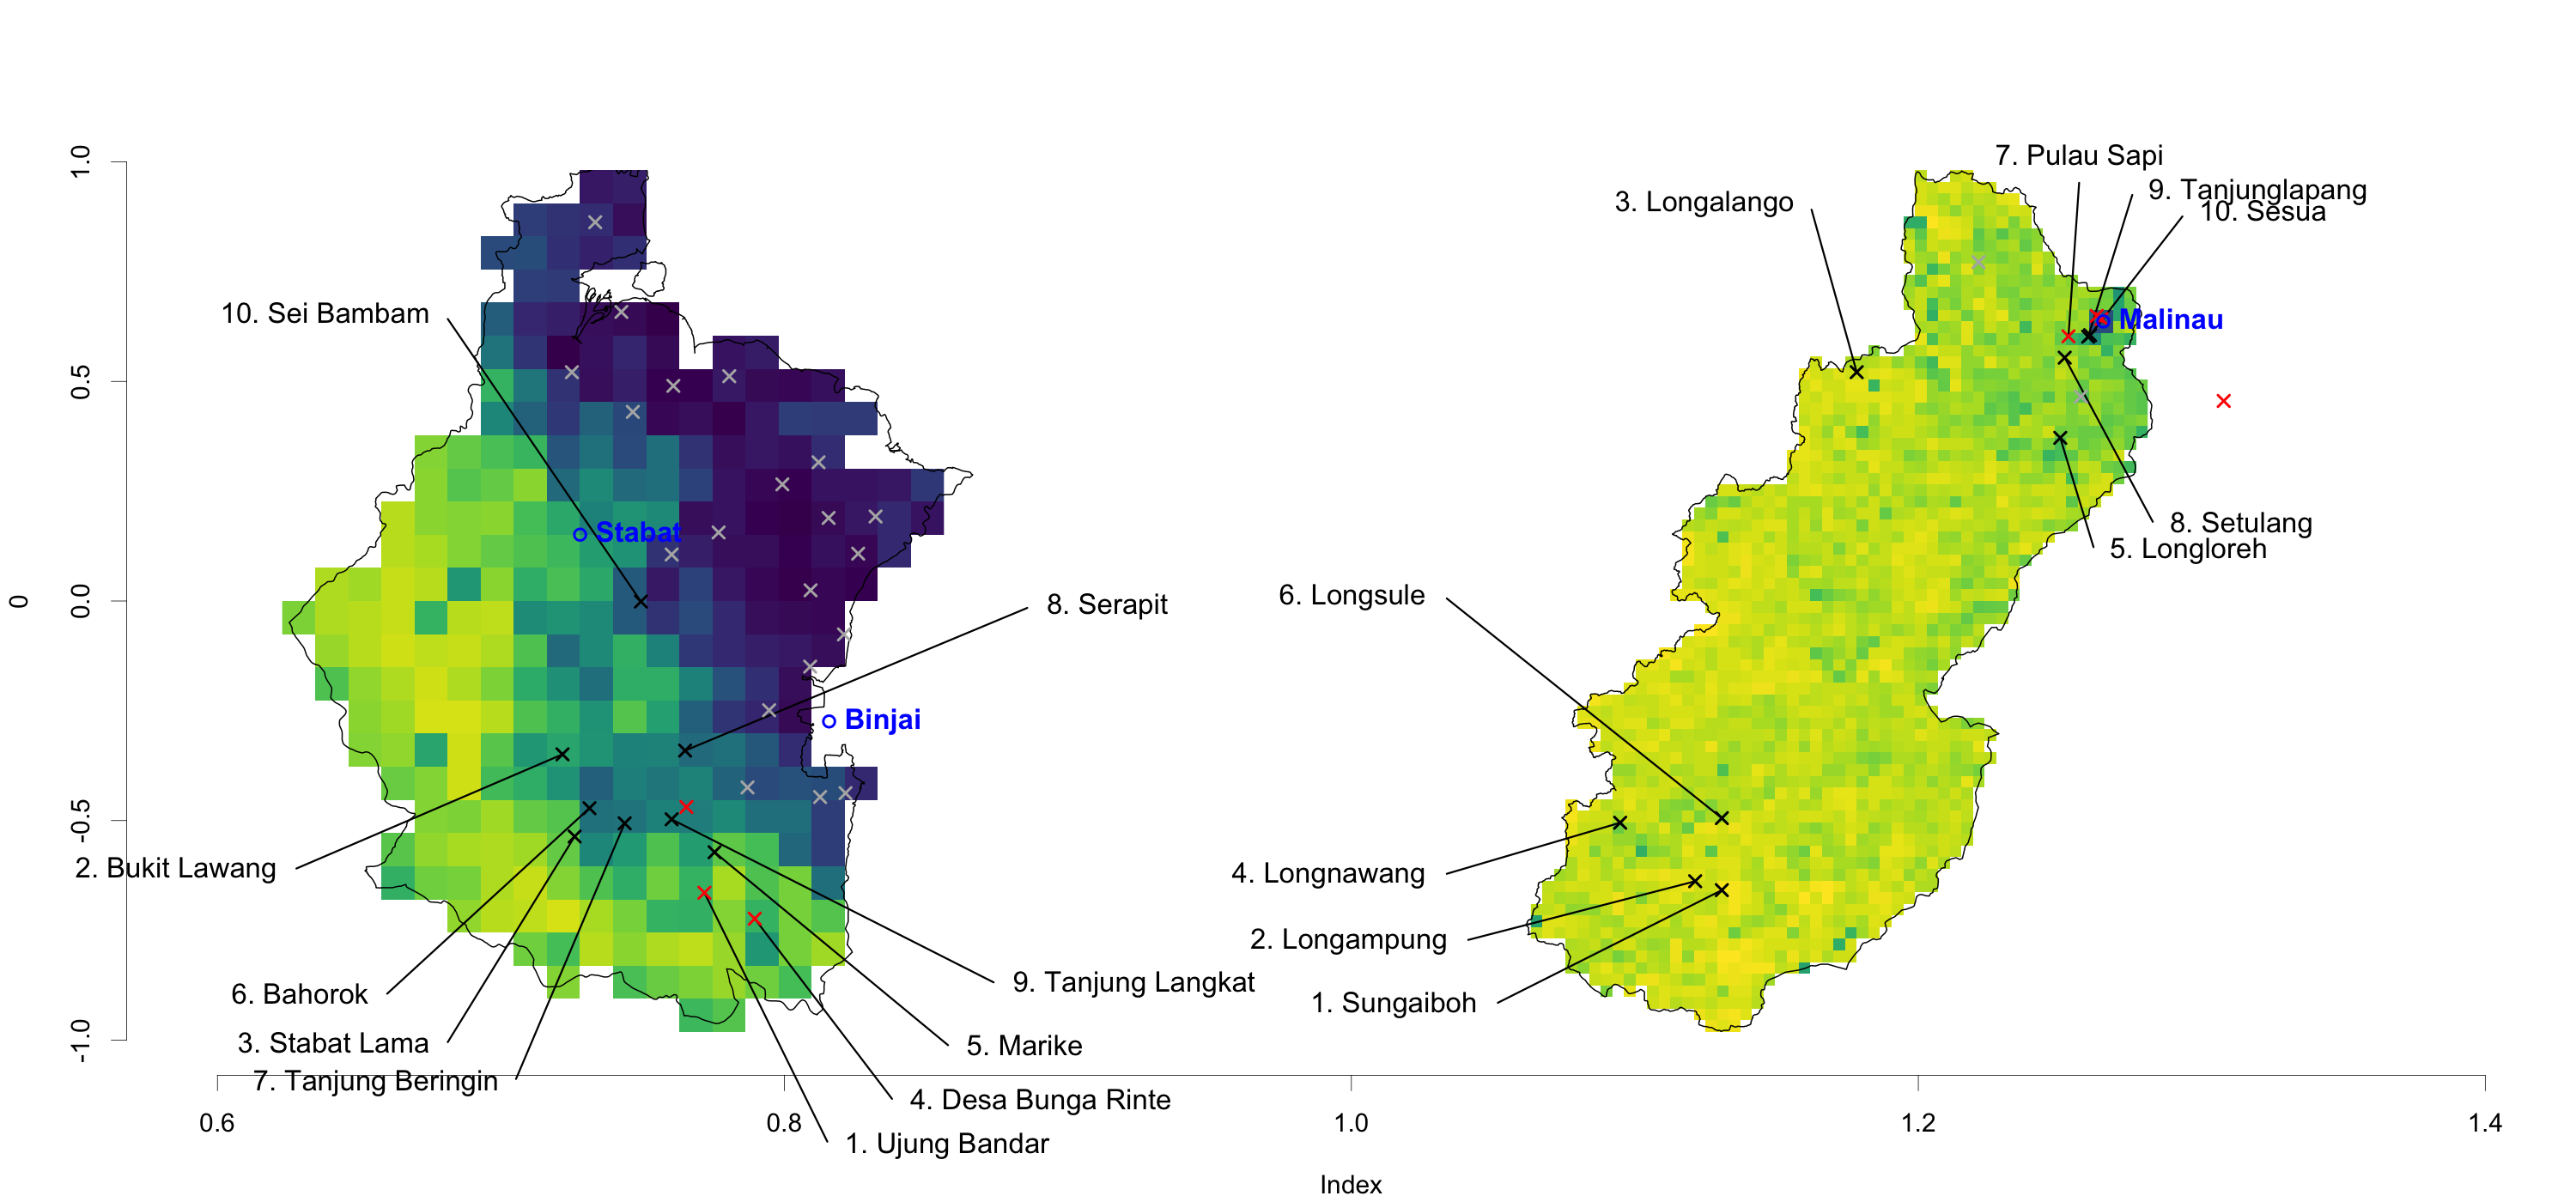 7. Pulau Sapi
1.0
9. Tanjunglapang
3. Longalango
10. Sesua
10. Sei Bambam
Malinau
0.5
Stabat
8. Setulang
5. Longloreh
6. Longsule
0
0.0
8. Serapit
Binjai
-0.5
2. Bukit Lawang
4. Longnawang
2. Longampung
9. Tanjung Langkat
6. Bahorok
1. Sungaiboh
-1.0
3. Stabat Lama
5. Marike
7. Tanjung Beringin
4. Desa Bunga Rinte
1. Ujung Bandar
0.6 0.8 1.0 1.2 1.4
Index